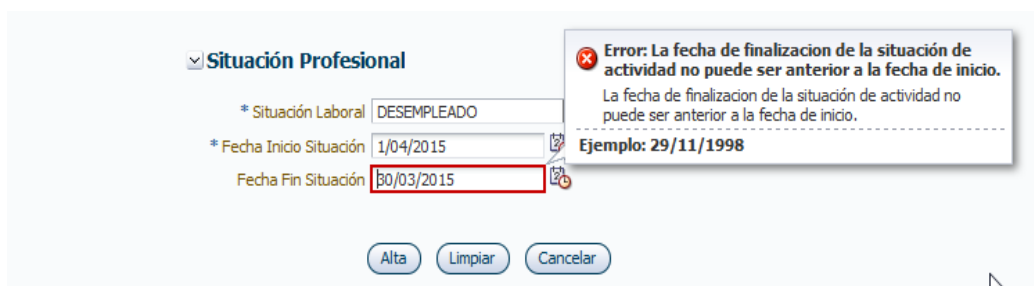 Situación Profesional
* Situación Laboral DESEMPLEADO
* Fecha Inicio Situación 1/04/2015
Fecha Fin Situación 30/03/2015
Error: La fecha de finalizacion de la situación de
actividad no puede ser anterior a la fecha de inicio.
La fecha de finalizacion de la situación de actividad no
puede ser anterior a la fecha de inicio.
Ejemplo: 29/11/1998
Alta Limpiar Cancelar